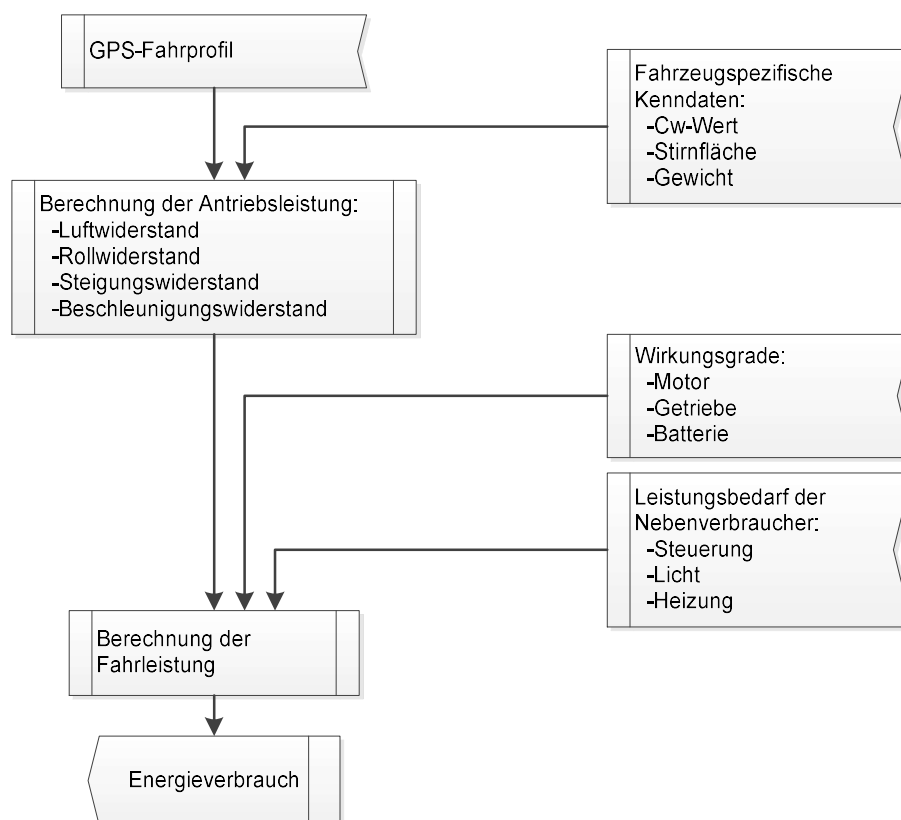 GPS-Fahrprofil
Fahrzeugspezifische
Kenndaten:
-Cw-Wert
-Stirnfläche
-Gewicht
Berechnung der Antriebsleistung:
-Luftwiderstand
-Rollwiderstand
-Steigungswiderstand
-Beschleunigungswiderstand
Wirkungsgrade:
-Motor
-Getriebe
-Batterie
Leistungsbedarf der
Nebenverbraucher:
-Steuerung
-Licht
-Heizung
Berechnung der
Fahrleistung
Energieverbrauch